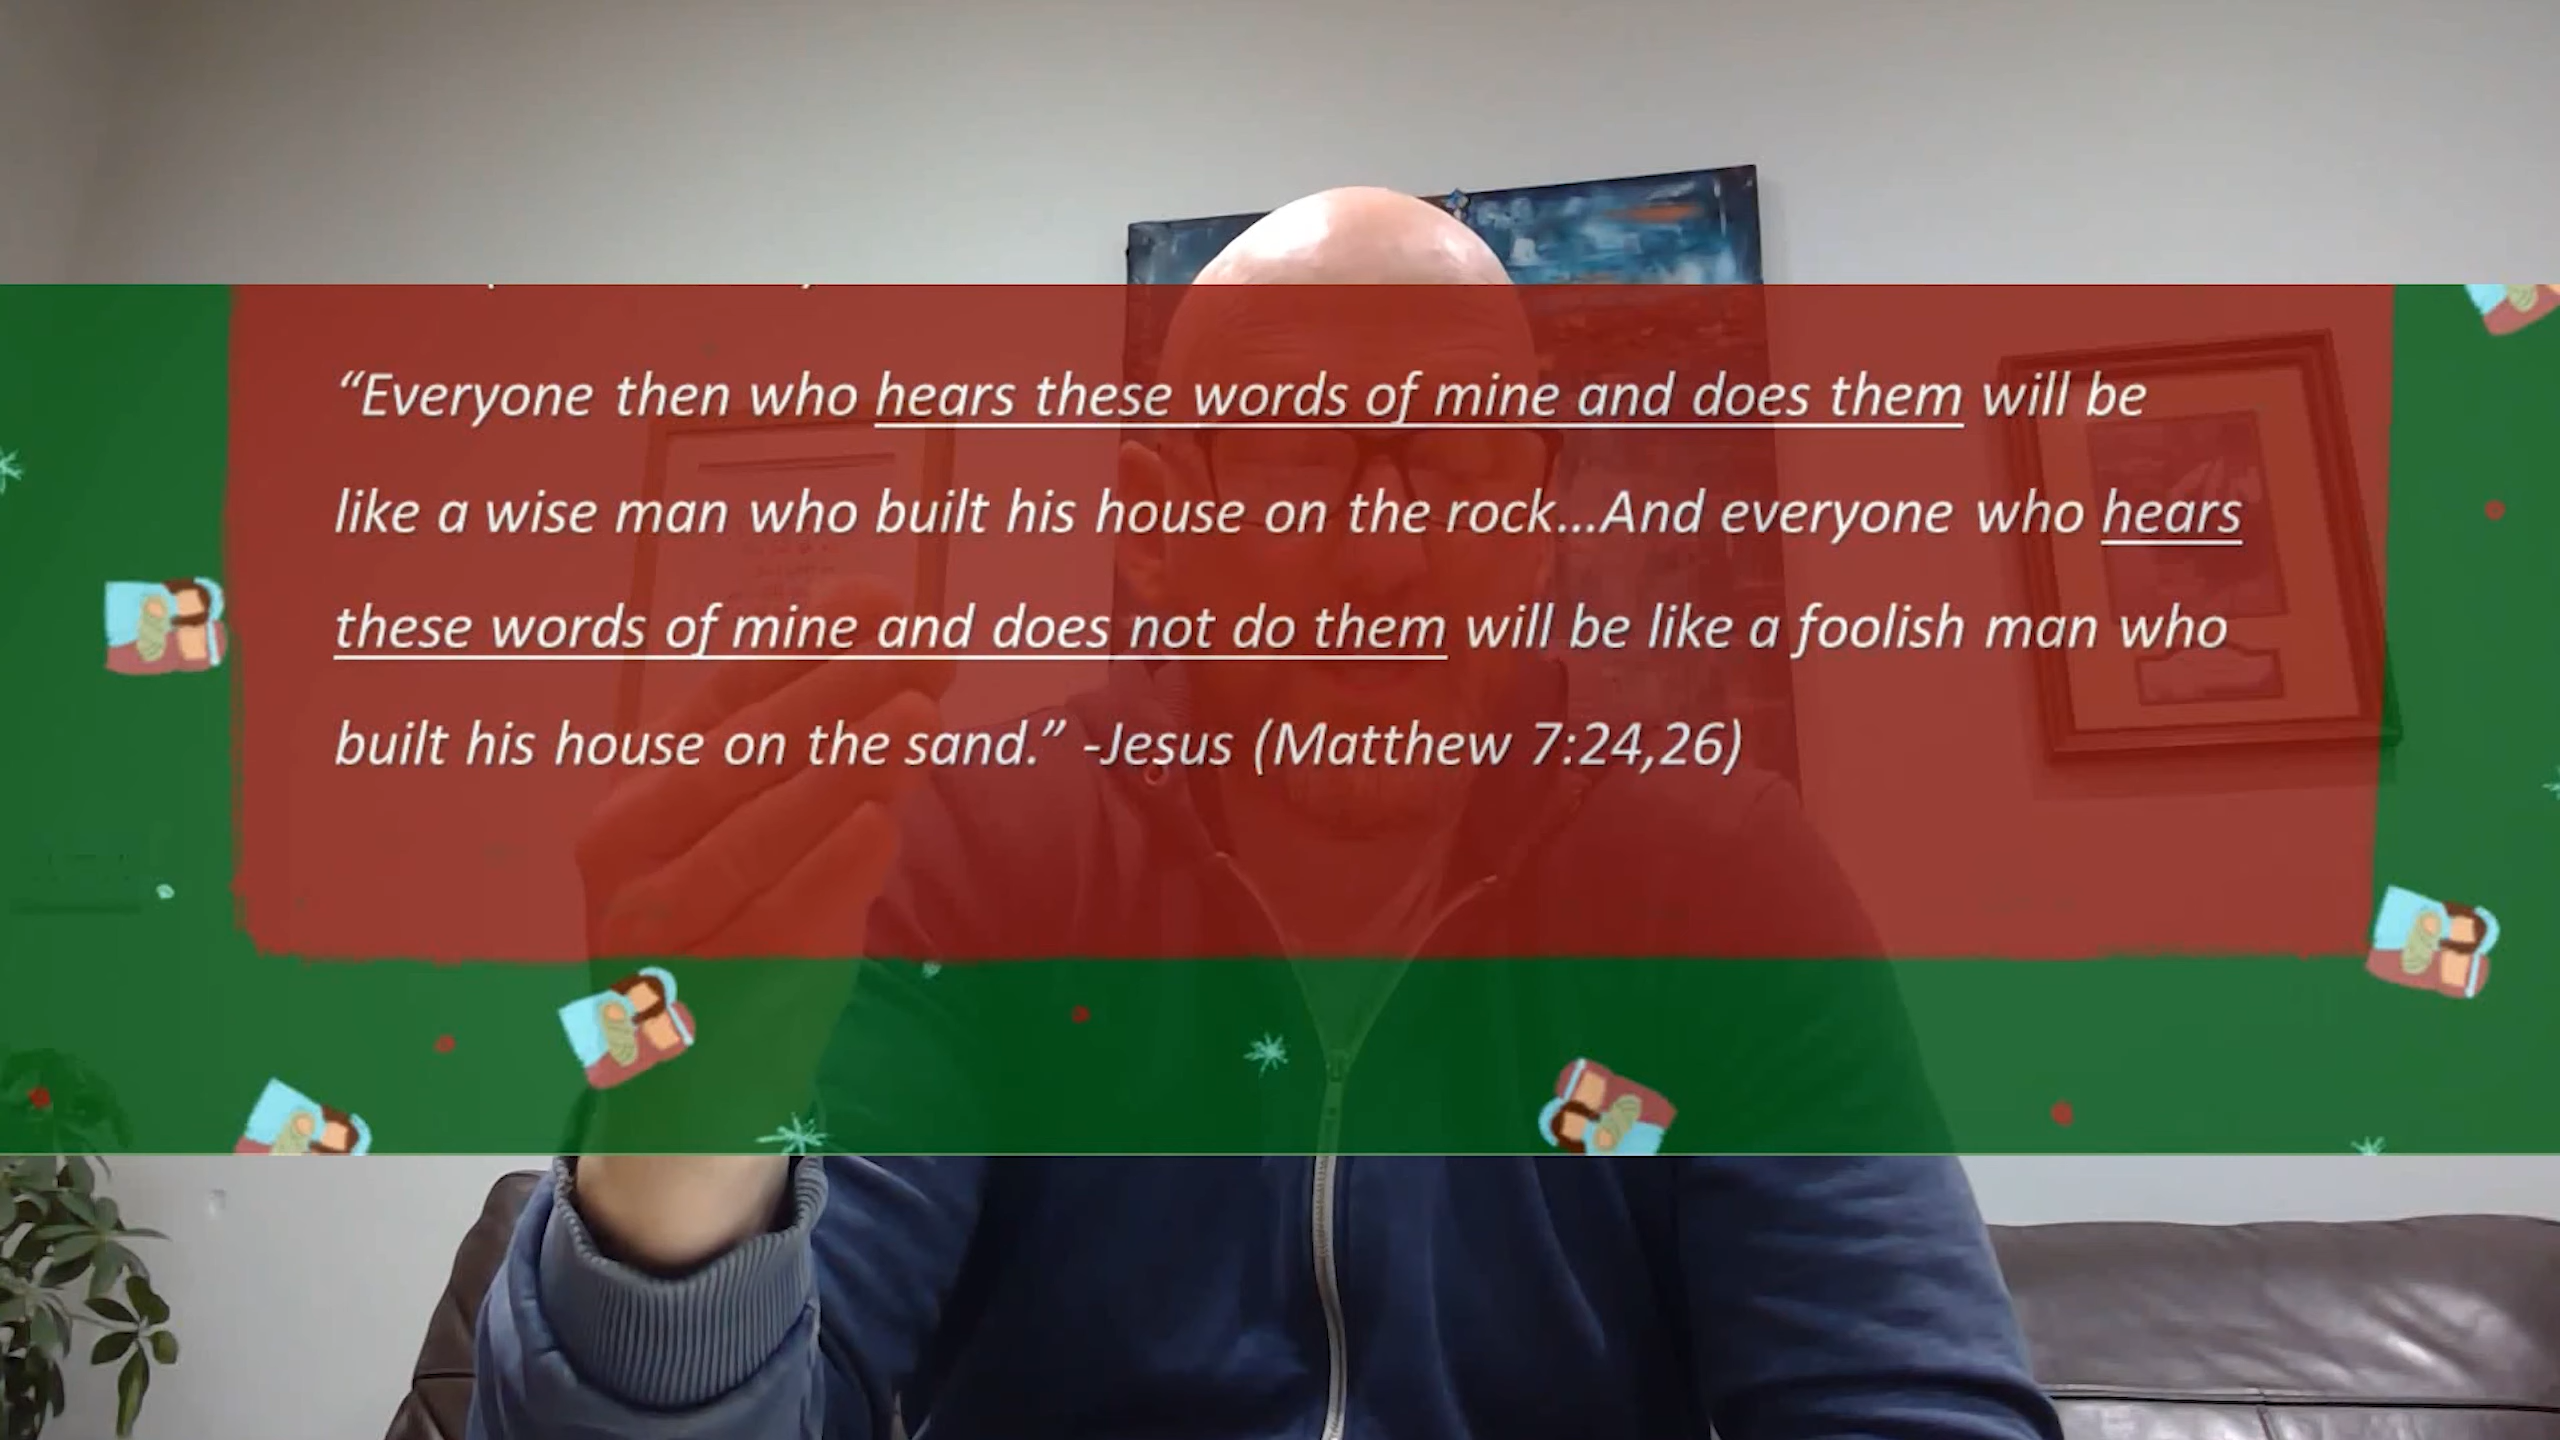 “Everyone then who hears these words of mine and does them will be
like a wise man who built his house on the rock...And everyone who hears
these words of mine and does not do them will be like a foolish man who
built his house on the sand.” -Jesus (Matthew 7:24,26)